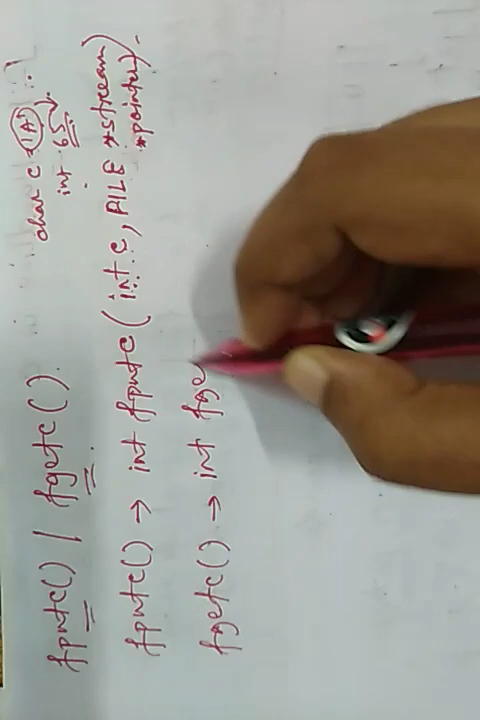 fputc() / fgetc().
char c 'A'
int 65
fputc() → int fputc( int c, FILE *stream)
*pointer).
fgetc() → int fge